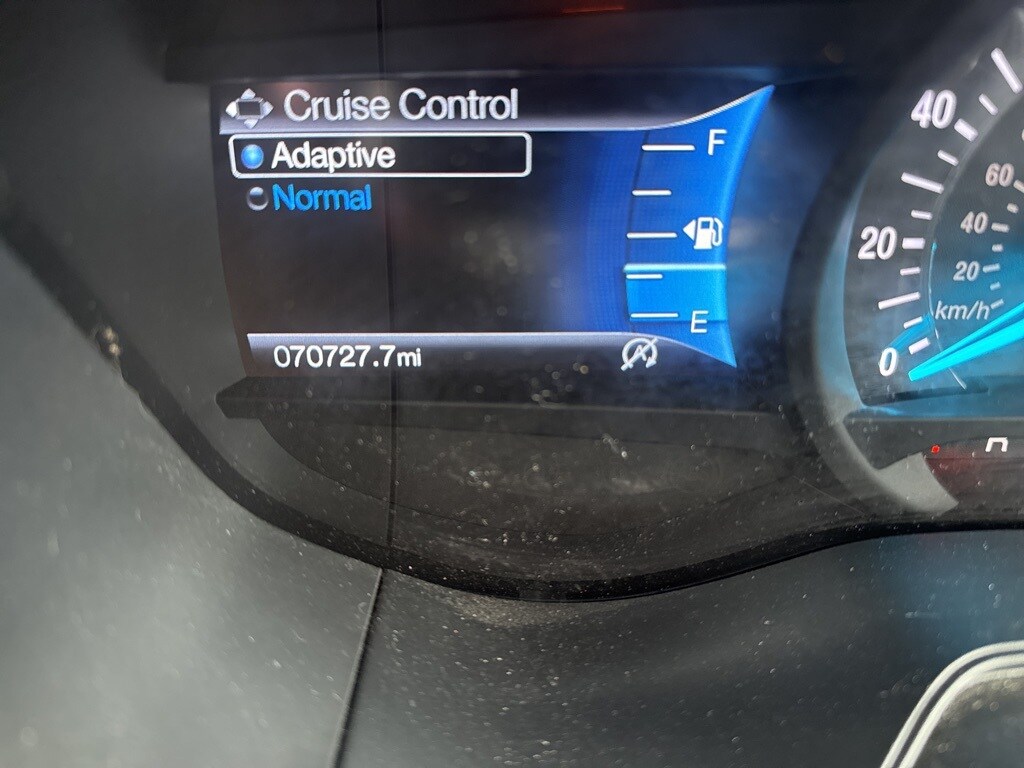 Cruise Control
Adaptive
Normal
F
E
070727.7mi
40
20
0
60
40
20
km/h